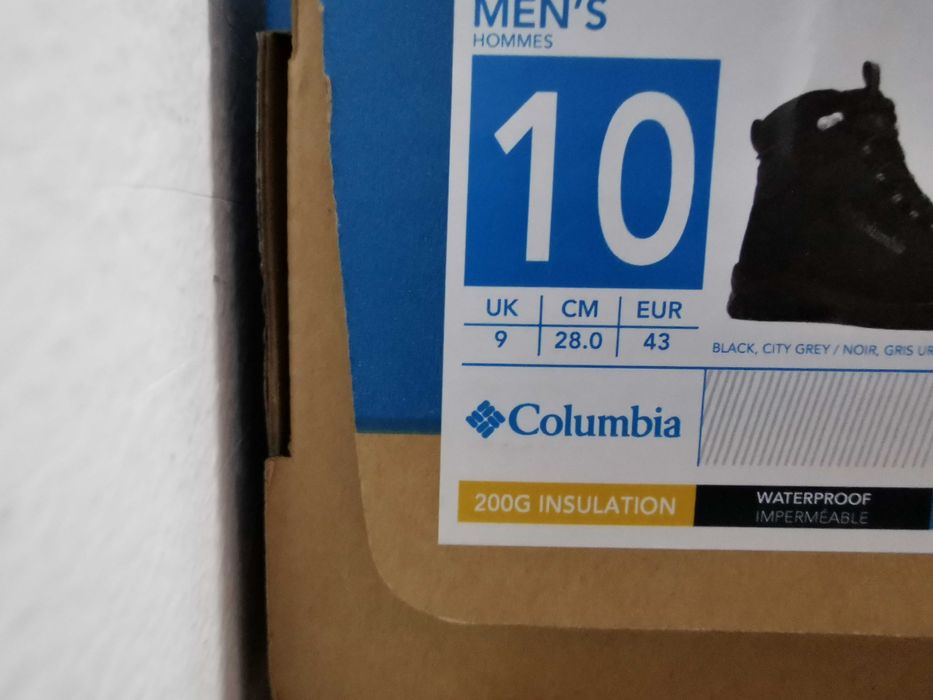 MEN'S
HOMMES
10
UK CM EUR
9 28.0 43
BLACK, CITY GREY / NOIR, GRIS
Columbia
200G INSULATION
WATERPROOF
IMPERMÉABLE